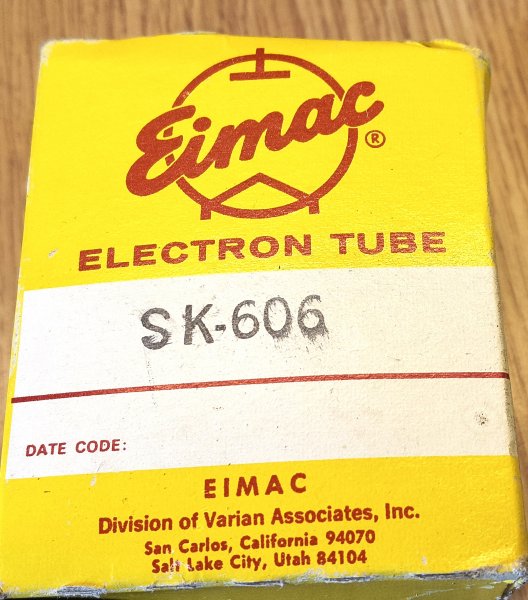 Eimac®
ELECTRON TUBE
SK-606
DATE CODE:
EIMAC
Division of Varian Associates, Inc.
San Carlos, California 94070
Salt Lake City, Utah 84104